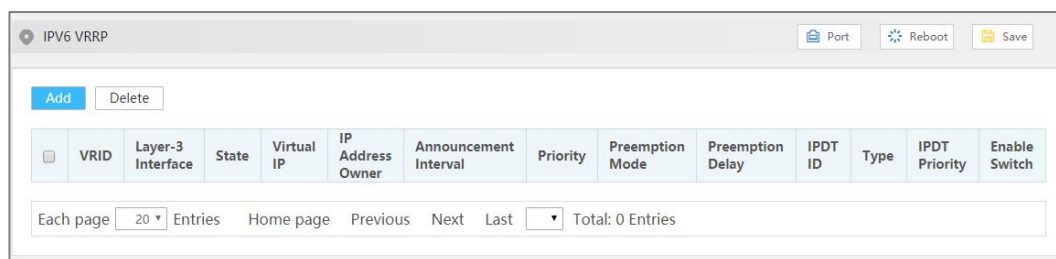 IPV6 VRRP Port Reboot Save
Add Delete
VRID Layer-3 Interface State Virtual IP IP Address Owner Announcement Interval Priority Preemption Mode Preemption Delay IPDT ID Type IPDT Priority Enable Switch
Each page 20 Entries Home page Previous Next Last Total: 0 Entries